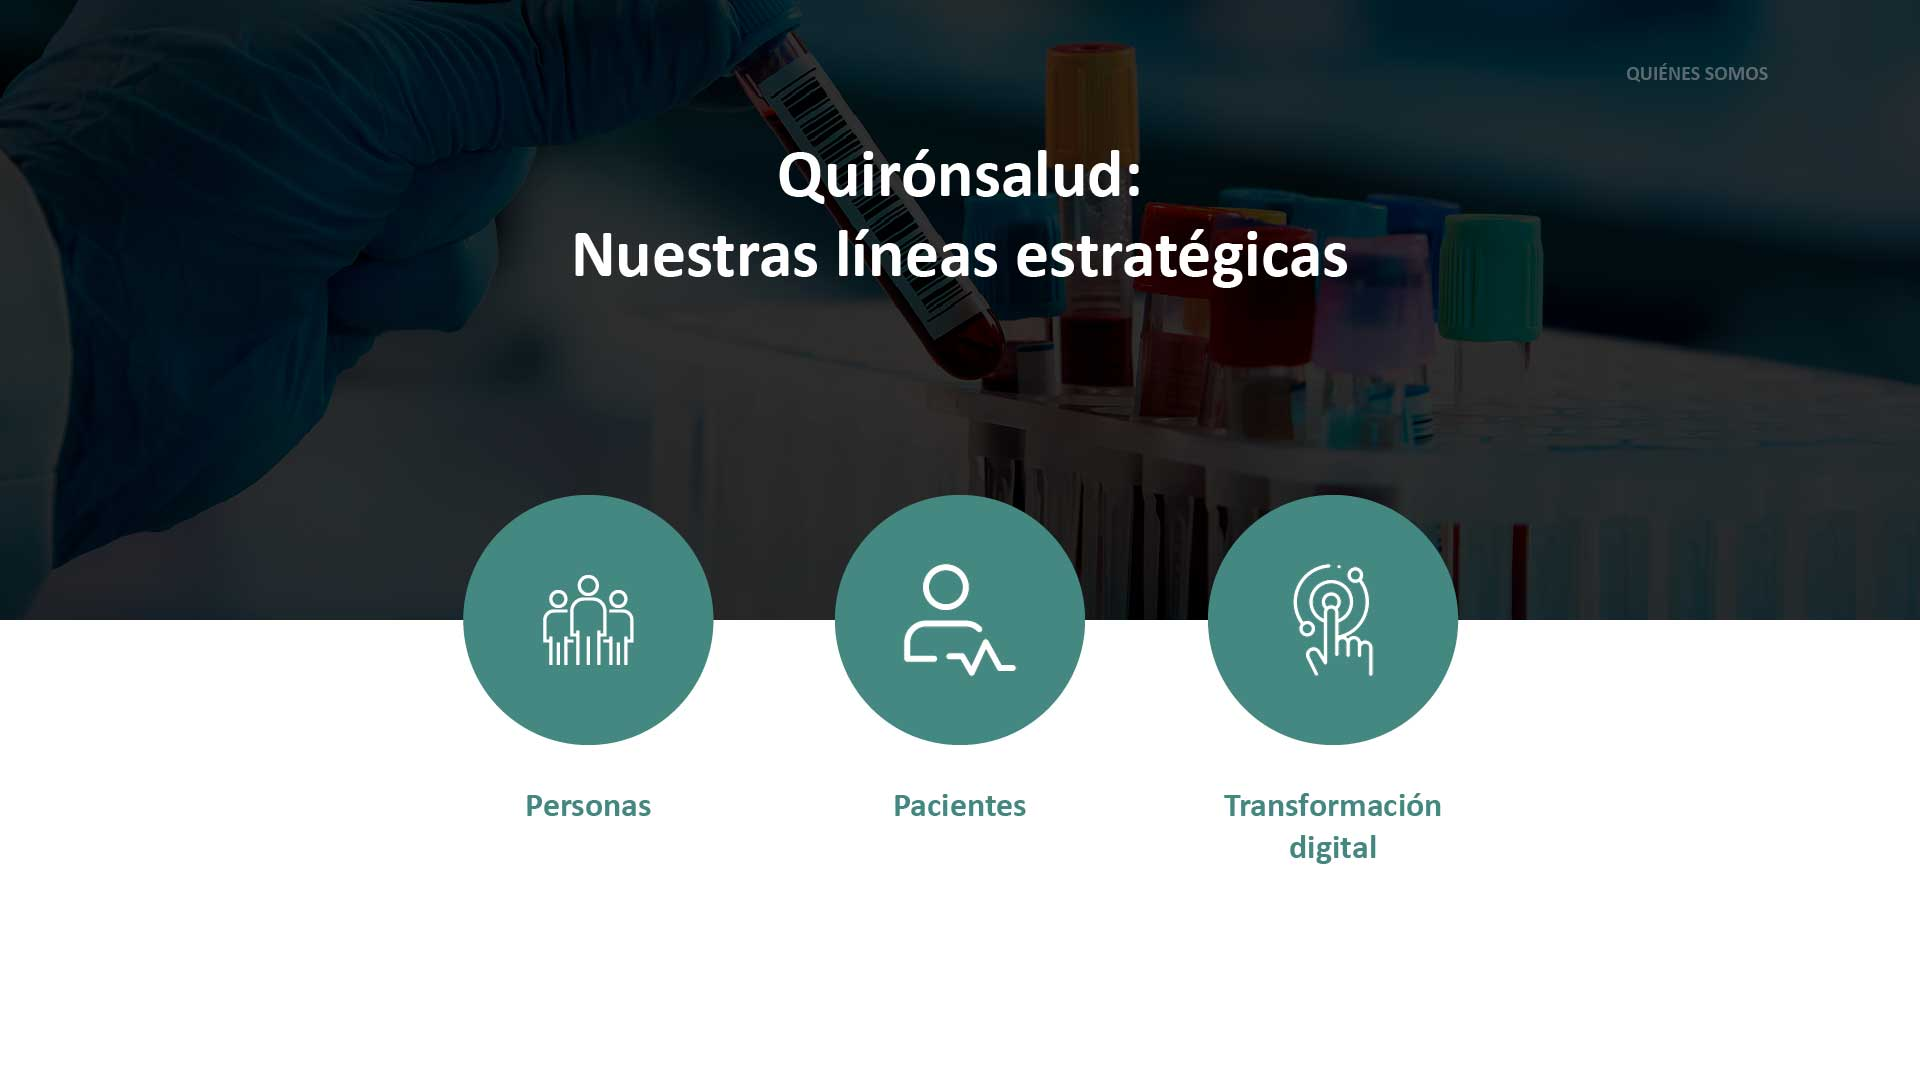 QUIÉNES SOMOS
Quirónsalud:
Nuestras líneas estratégicas
Personas
Pacientes
Transformación
digital